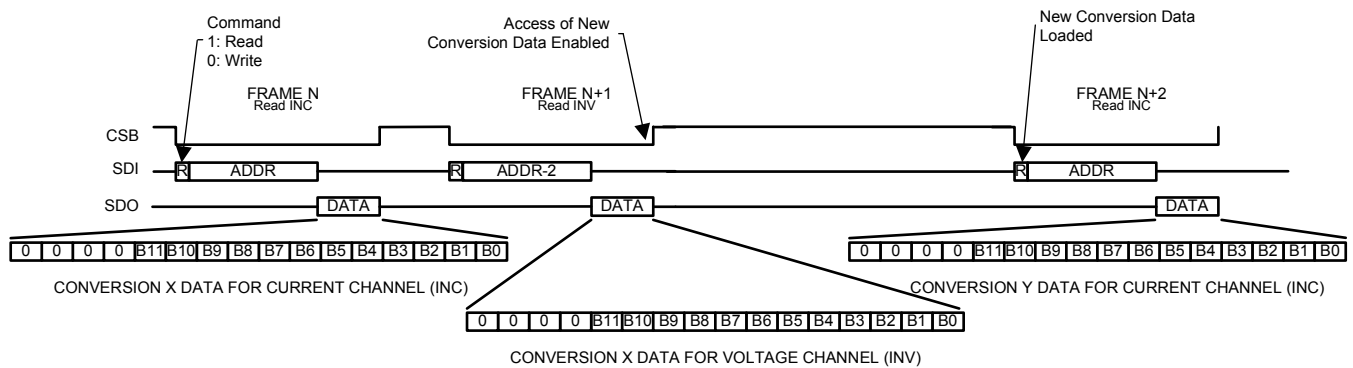 Command
1: Read
0: Write
Access of New
Conversion Data Enabled
New Conversion Data
Loaded
FRAME N
Read INC
FRAME N+1
Read INV
FRAME N+2
Read INC
CSB
SDI
R
ADDR
R
ADDR-2
R
ADDR
SDO
DATA
DATA
DATA
0 0 0 0 B11 B10 B9 B8 B7 B6 B5 B4 B3 B2 B1 B0
0 0 0 0 B11 B10 B9 B8 B7 B6 B5 B4 B3 B2 B1 B0
CONVERSION X DATA FOR CURRENT CHANNEL (INC)
CONVERSION Y DATA FOR CURRENT CHANNEL (INC)
0 0 0 0 B11 B10 B9 B8 B7 B6 B5 B4 B3 B2 B1 B0
CONVERSION X DATA FOR VOLTAGE CHANNEL (INV)